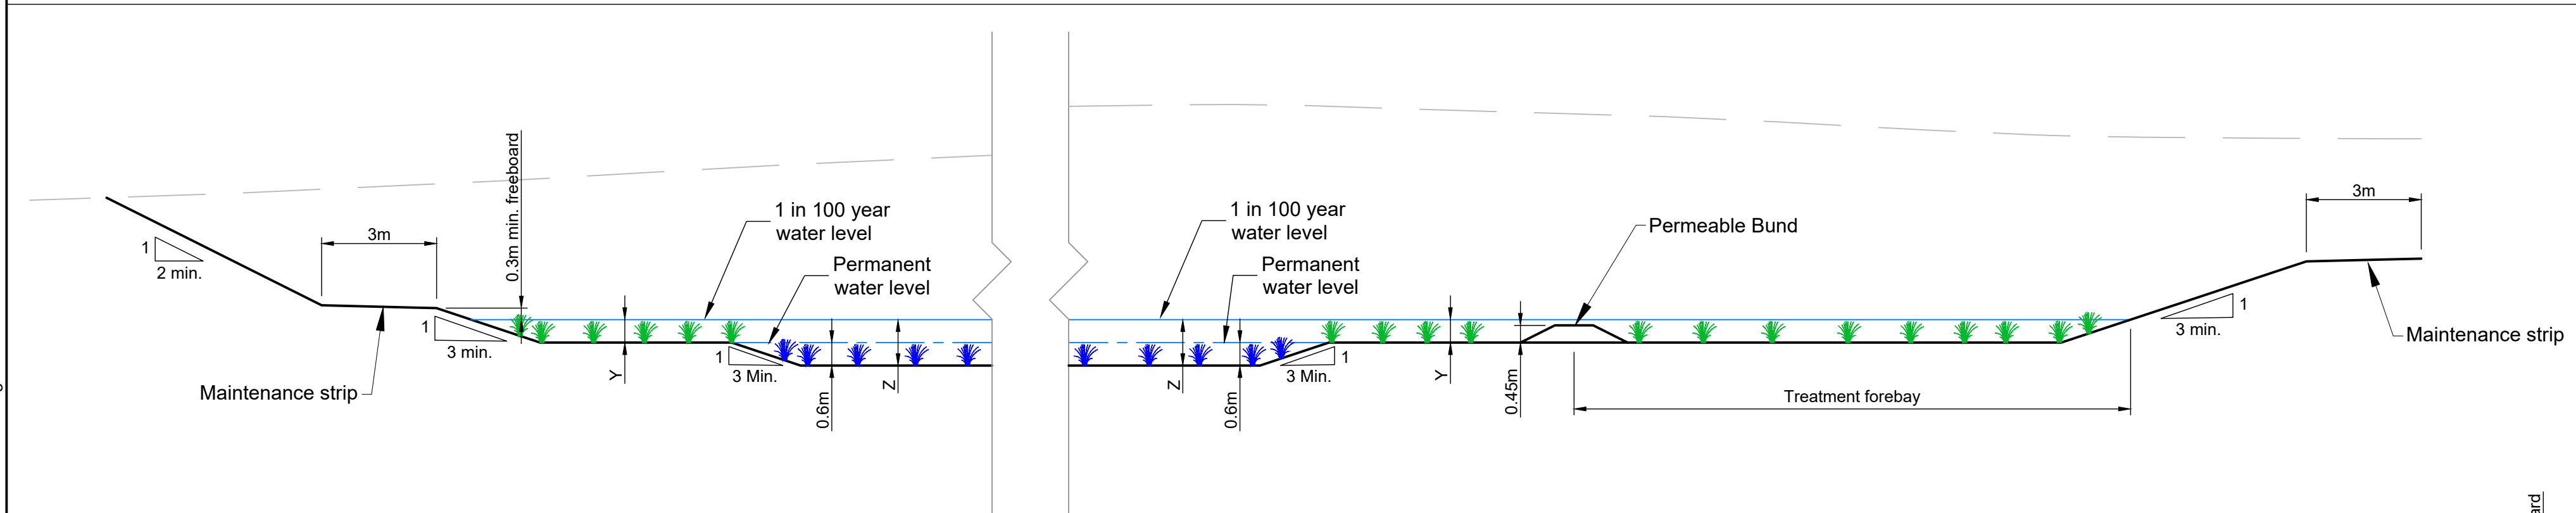 1
2 min.
3m
Maintenance strip
1
3 min.
0.3m min. freeboard
Y
1 in 100 year
water level
Permanent
water level
1
3 Min.
0.6m
Z
1 in 100 year
water level
Permanent
water level
Z
0.6m
3 Min.
1
Y
0.45m
Permeable Bund
Treatment forebay
3m
1
3 min.
Maintenance strip